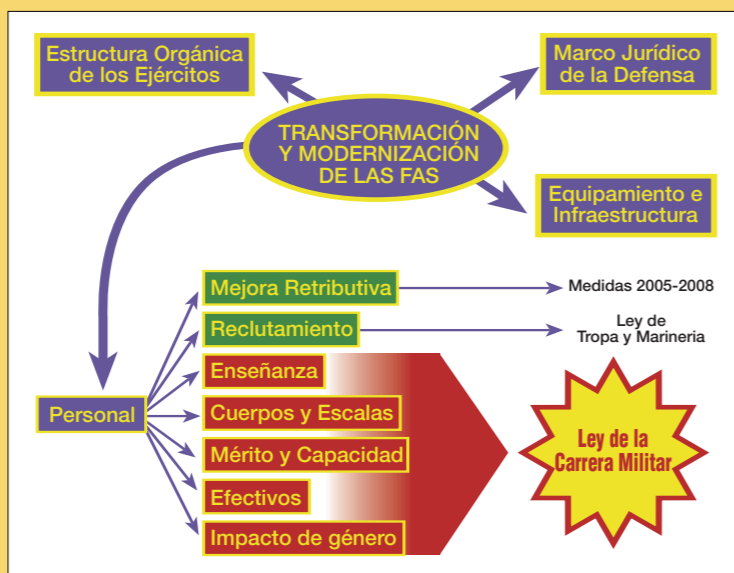 Estructura Orgánica
de los Ejércitos
Marco Jurídico
de la Defensa
TRANSFORMACIÓN
Y MODERNIZACIÓN
DE LAS FAS
Equipamiento e
Infraestructura
Mejora Retributiva
Medidas 2005-2008
Reclutamiento
Ley de
Tropa y Marineria
Enseñanza
Personal
Cuerpos y Escalas
Mérito y Capacidad
Efectivos
Impacto de género
Ley de la
Carrera Militar